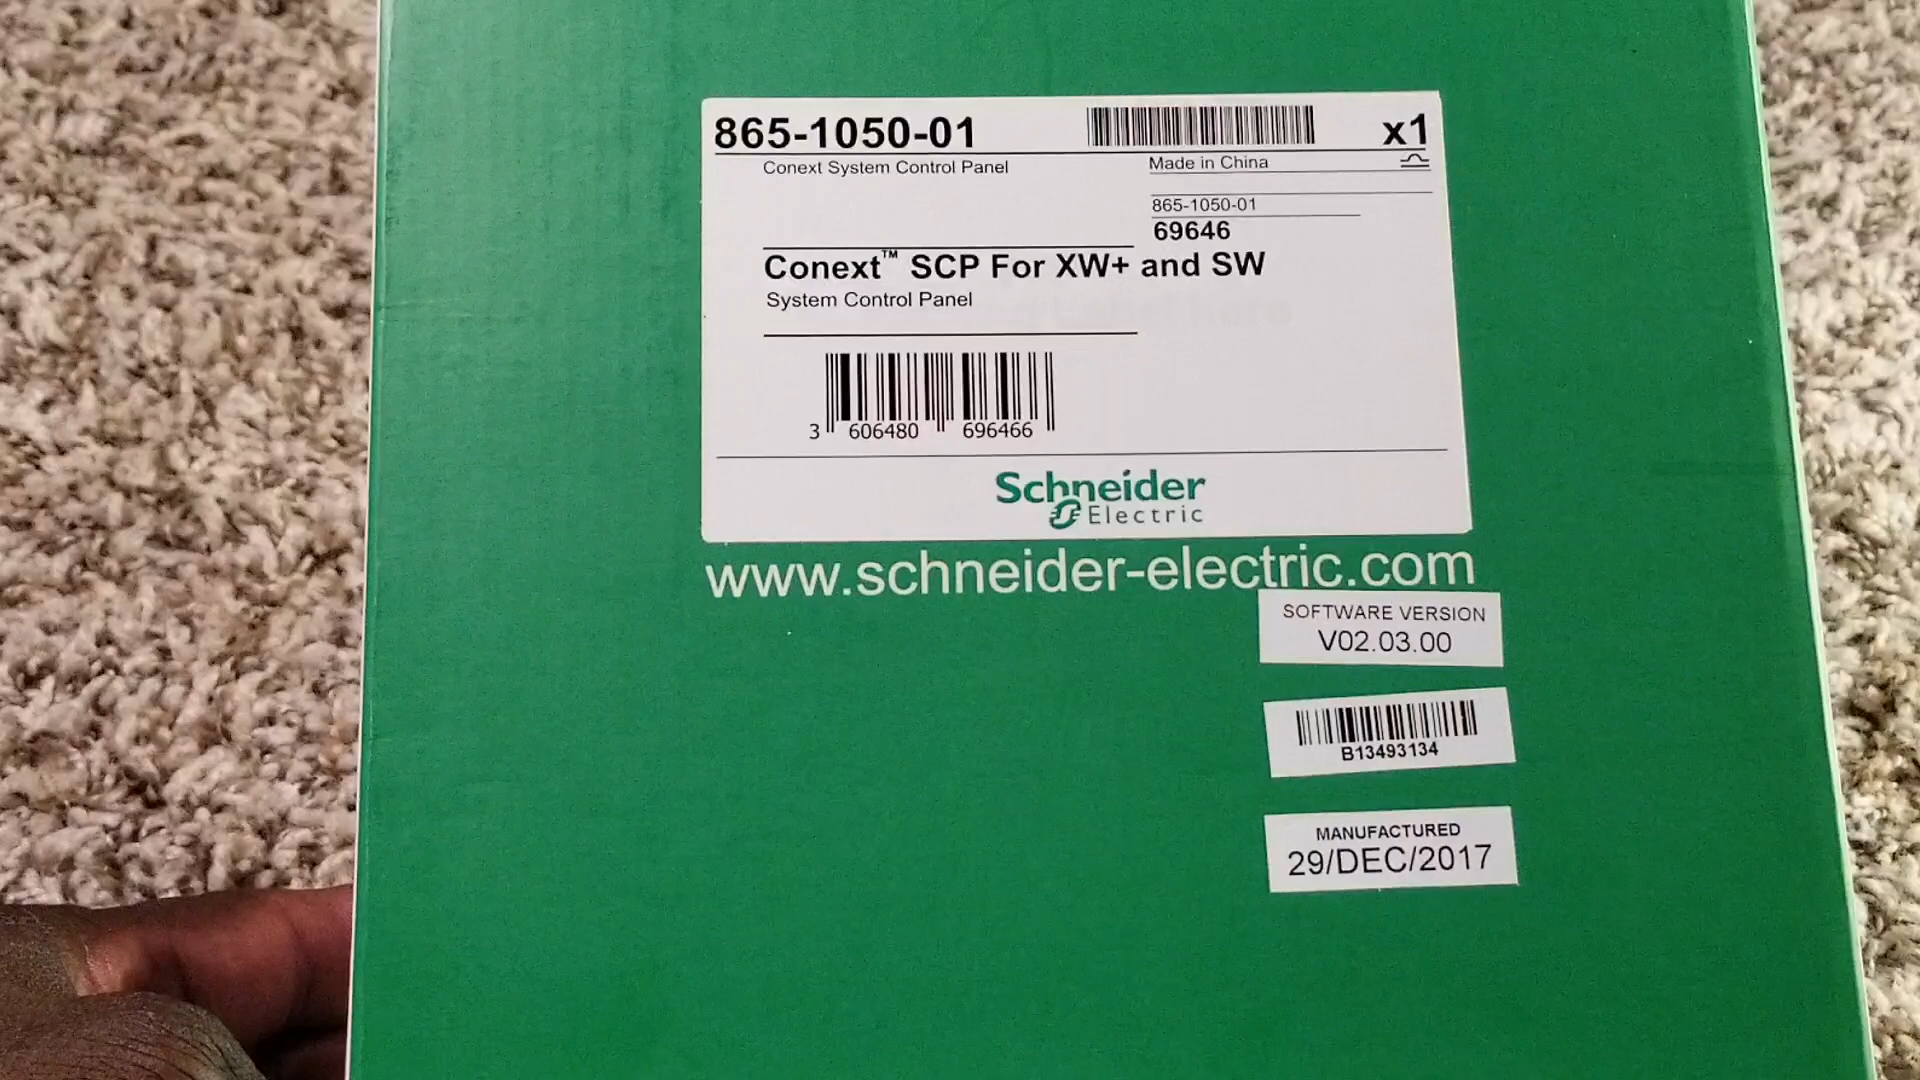 865-1050-01
x1
Conext System Control Panel
Made in China
865-1050-01
69646
Conext™ SCP For XW+ and SW
System Control Panel
3 606480 696466
Schneider
Electric
www.schneider-electric.com
SOFTWARE VERSION
V02.03.00
B13493134
MANUFACTURED
29/DEC/2017